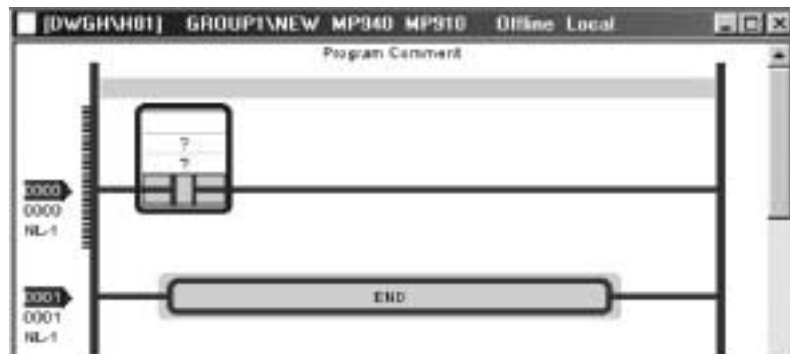 [DWGH\H01] GROUP1\NEW MP940 MP910 Offline Local
Program Comment
?
?
0000
0000
NL-1
END
0001
0001
NL-1